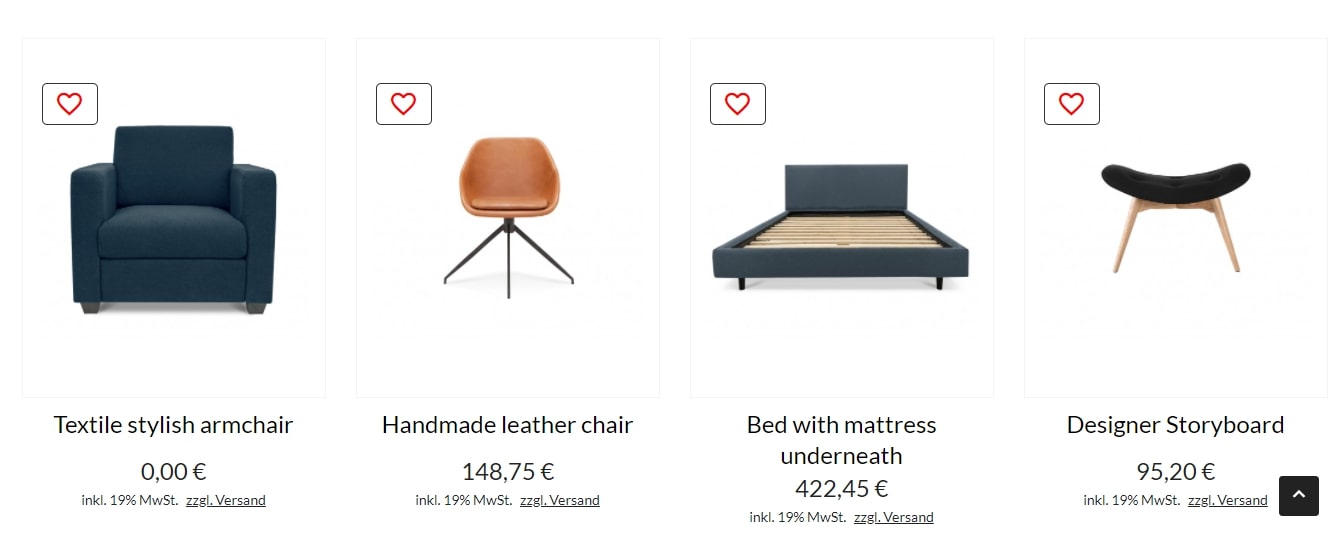 Textile stylish armchair
0,00 €
inkl. 19% MwSt. zzgl. Versand
Handmade leather chair
148,75 €
inkl. 19% MwSt. zzgl. Versand
Bed with mattress
underneath
422,45 €
inkl. 19% MwSt. zzgl. Versand
Designer Storyboard
95,20 €
inkl. 19% MwSt. zzgl. Versand